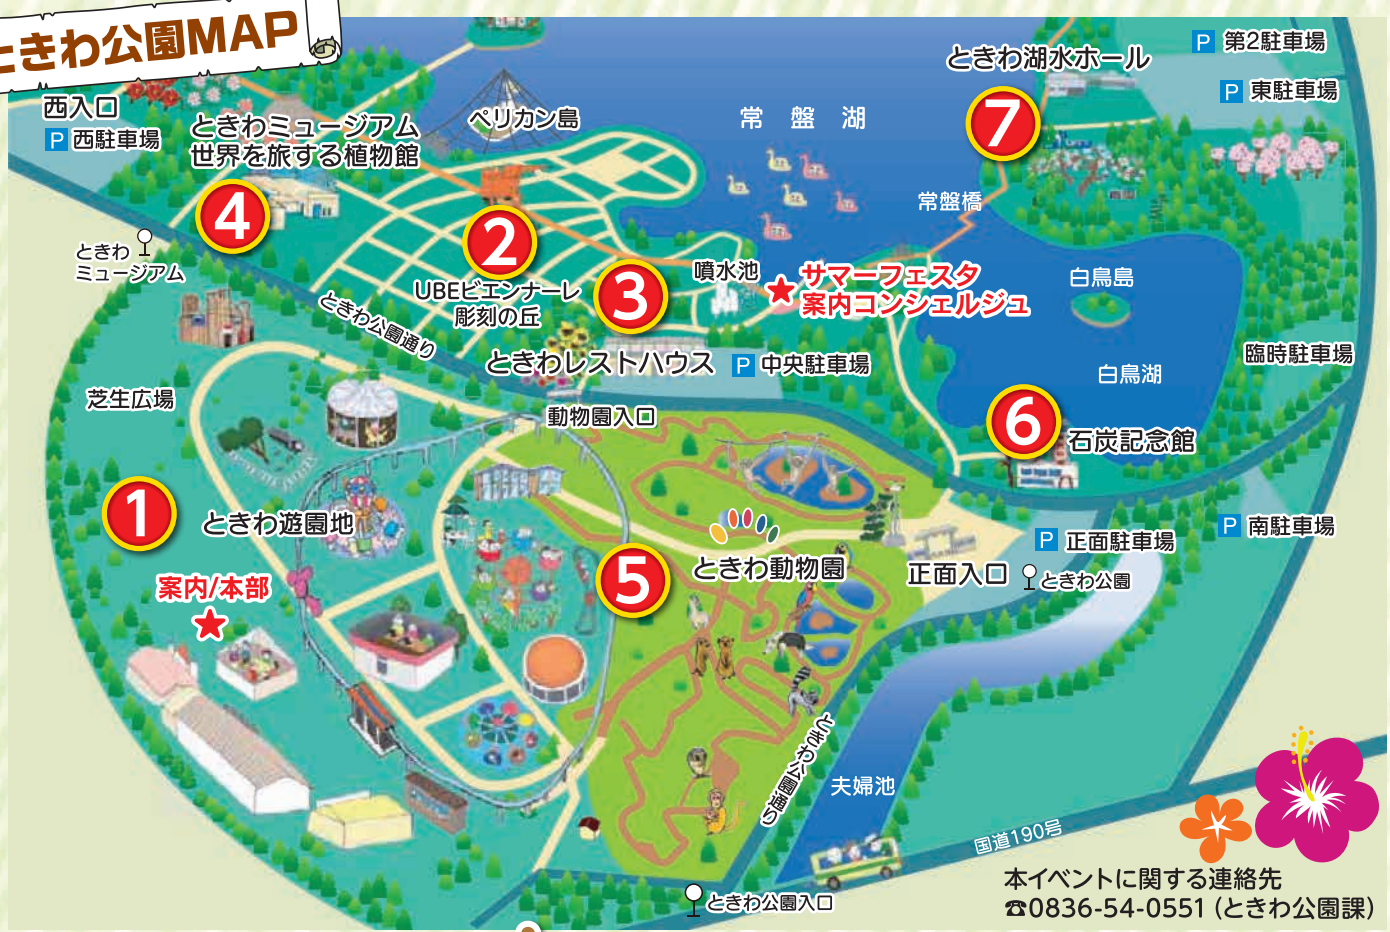 ときわ公園MAP
西入口
P 西駐車場
ときわミュージアム
世界を旅する植物館
4
ときわ
ミュージアム
ペリカン島
常盤湖
ときわ湖水ホール
7
P 第2駐車場
P 東駐車場
常盤橋
2
UBEビエンナーレ
彫刻の丘
3
噴水池
サマーフェスタ
案内コンシェルジュ
白鳥島
白鳥湖
臨時駐車場
ときわ公園通り
ときわレストハウス
P 中央駐車場
芝生広場
動物園入口
6
石炭記念館
1
ときわ遊園地
案内/本部
5
ときわ動物園
正面入口
P 正面駐車場
ときわ公園
P 南駐車場
ときわ公園通り
夫婦池
国道190号
ときわ公園入口
本イベントに関する連絡先
☎0836-54-0551（ときわ公園課）